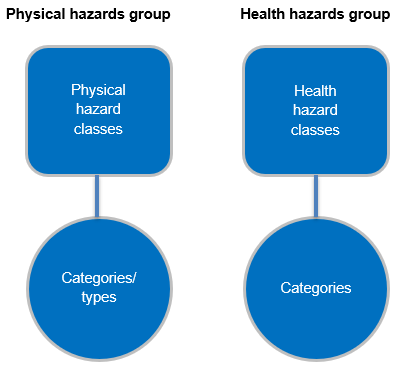 Physical hazards group
Health hazards group
Physical
hazard
classes
Health
hazard
classes
Categories/
types
Categories